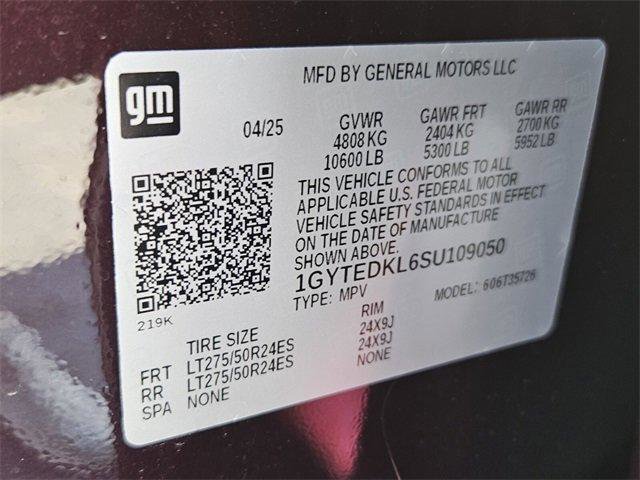 MFD BY GENERAL MOTORS LLC
gm
04/25 GVWR GAWR FRT GAWR RR
4808 KG 2404 KG 2700 KG
10600 LB 5300 LB 5952 LB
THIS VEHICLE CONFORMS TO ALL
APPLICABLE U.S. FEDERAL MOTOR
VEHICLE SAFETY STANDARDS IN EFFECT
ON THE DATE OF MANUFACTURE
SHOWN ABOVE.
1GYTEDKL6SU109050
TYPE: MPV MODEL: 606T35726
219K
TIRE SIZE RIM
FRT LT275/50R24ES 24X9J
RR LT275/50R24ES 24X9J
SPA NONE NONE